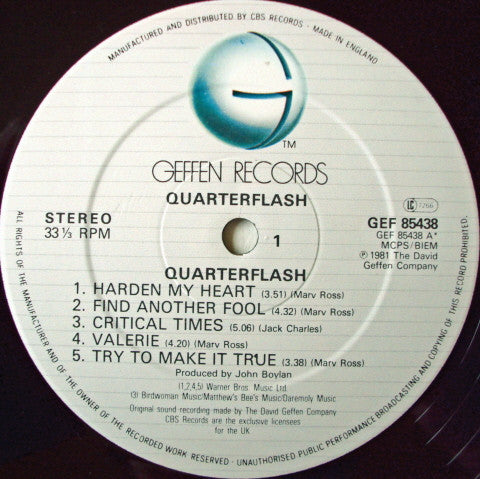 MANUFACTURED AND DISTRIBUTED BY CBS RECORDS · MADE IN ENGLAND
G
TM
GEFFEN RECORDS
QUARTERFLASH
STEREO
33 ⅓ RPM
1
LC 7266
GEF 85438
GEF 85438 A*
MCPS/BIEM
℗ 1981 The David
Geffen Company
QUARTERFLASH
1. HARDEN MY HEART (3.51) (Marv Ross)
2. FIND ANOTHER FOOL (4.32) (Marv Ross)
3. CRITICAL TIMES (5.06) (Jack Charles)
4. VALERIE (4.20) (Marv Ross)
5. TRY TO MAKE IT TRUE (3.38) (Marv Ross)
Produced by John Boylan
(1,2,4,5) Warner Bros. Music Ltd.
(3) Birdwoman Music/Matthew's Bee's Music/Daremoly Music
Original sound recording made by The David Geffen Company
CBS Records are the exclusive licensees
for the UK
ALL RIGHTS OF THE MANUFACTURER AND OF THE OWNER OF THE RECORDED WORK RESERVED · UNAUTHORISED PUBLIC PERFORMANCE BROADCASTING AND COPYING OF THIS RECORD PROHIBITED.